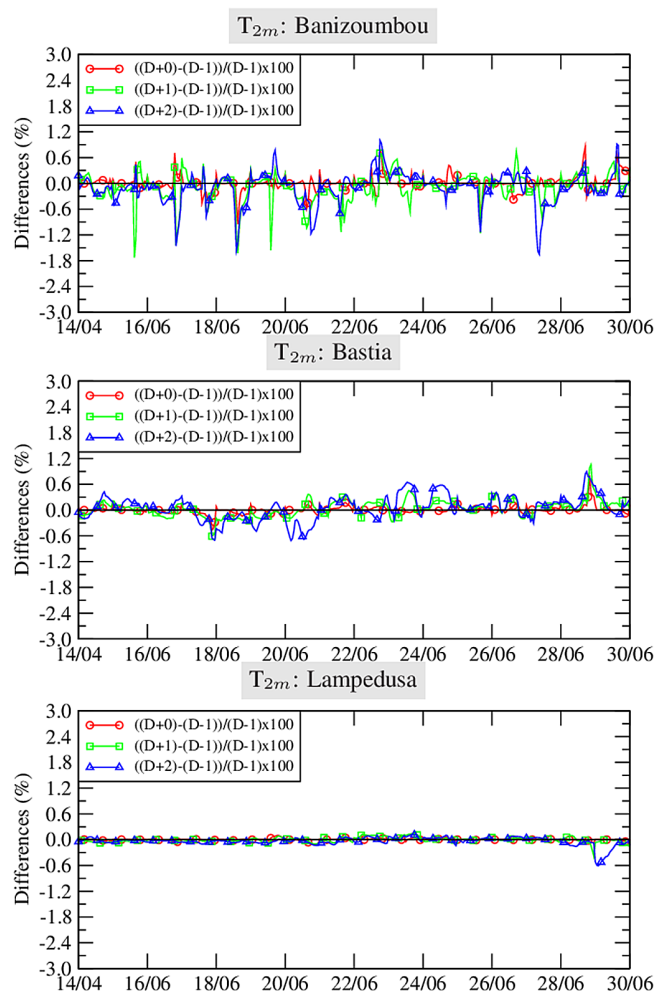 T2m: Banizoumbou
3.0
2.4
1.8
1.2
0.6
0.0
-0.6
-1.2
-1.8
-2.4
-3.0
Differences (%)
((D+0)-(D-1))/(D-1)x100
((D+1)-(D-1))/(D-1)x100
((D+2)-(D-1))/(D-1)x100
14/04 16/06 18/06 20/06 22/06 24/06 26/06 28/06 30/06
T2m: Bastia
3.0
2.4
1.8
1.2
0.6
0.0
-0.6
-1.2
-1.8
-2.4
-3.0
Differences (%)
((D+0)-(D-1))/(D-1)x100
((D+1)-(D-1))/(D-1)x100
((D+2)-(D-1))/(D-1)x100
14/04 16/06 18/06 20/06 22/06 24/06 26/06 28/06 30/06
T2m: Lampedusa
3.0
2.4
1.8
1.2
0.6
0.0
-0.6
-1.2
-1.8
-2.4
-3.0
Differences (%)
((D+0)-(D-1))/(D-1)x100
((D+1)-(D-1))/(D-1)x100
((D+2)-(D-1))/(D-1)x100
14/04 16/06 18/06 20/06 22/06 24/06 26/06 28/06 30/06